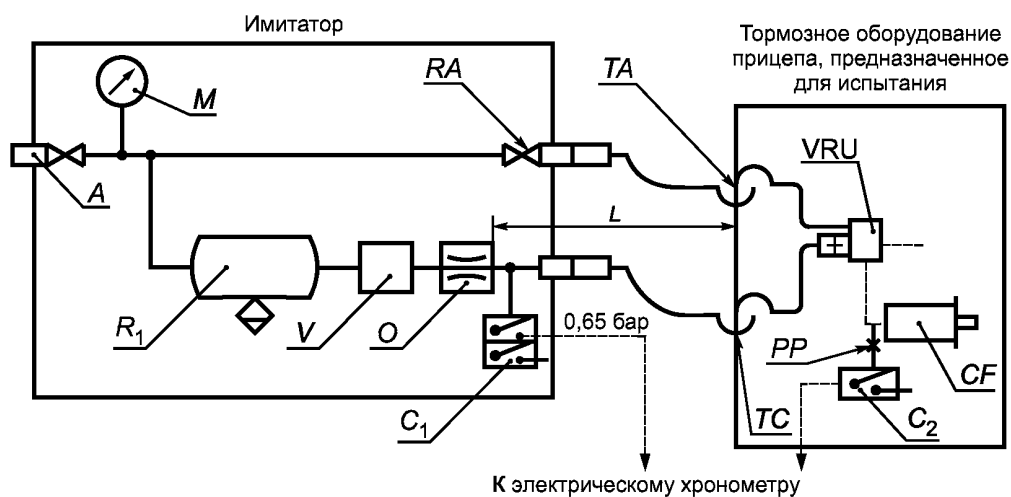 Имитатор
Тормозное оборудование
прицепа, предназначенное
для испытания
M
RA
TA
VRU
A
L
R1
V
O
0,65 бар
C1
PP
CF
TC
C2
К электрическому хронометру